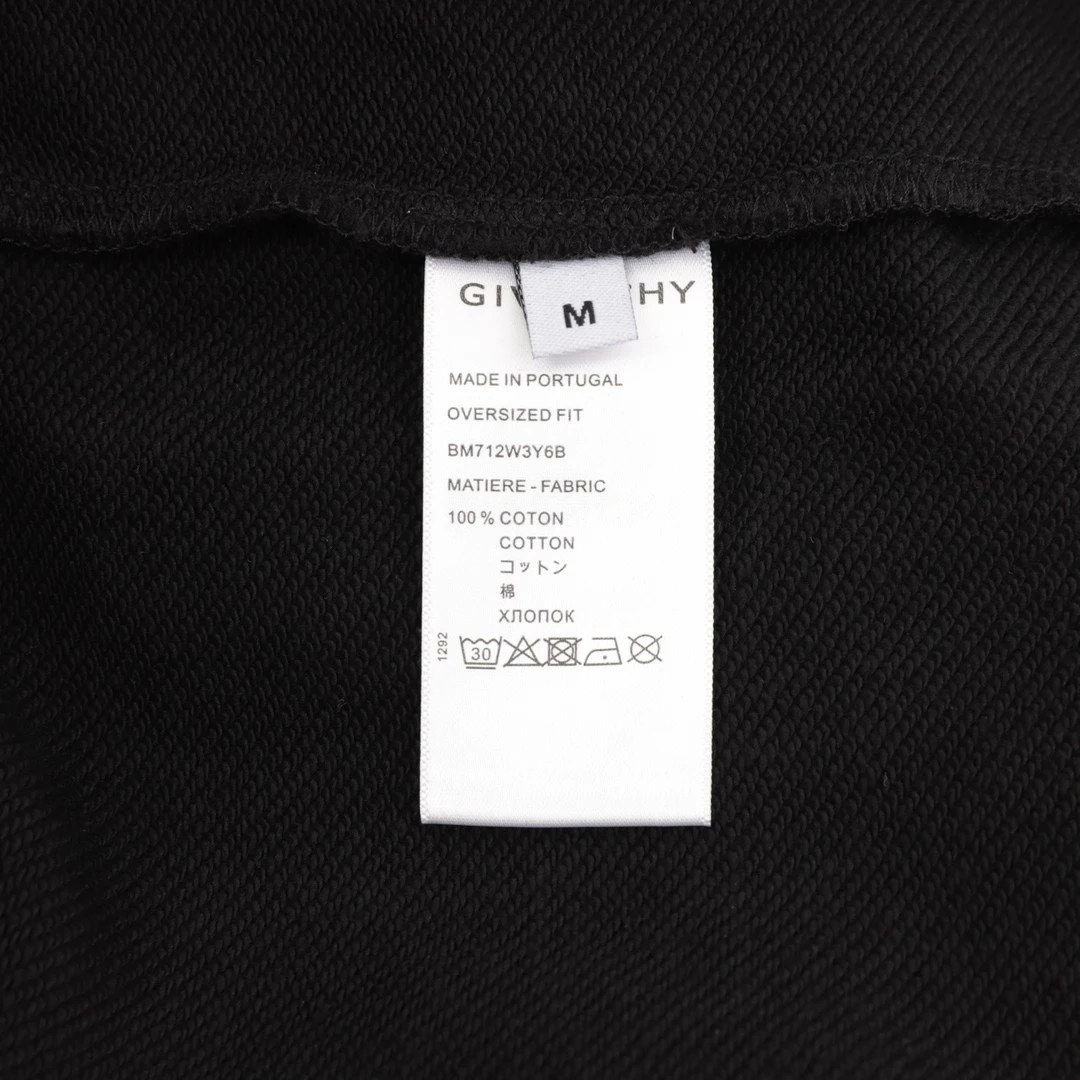 GIV HY
M
MADE IN PORTUGAL
OVERSIZED FIT
BM712W3Y6B
MATIERE - FABRIC
100 % COTON
COTTON
コットン
棉
ХЛОПОК
1292
30